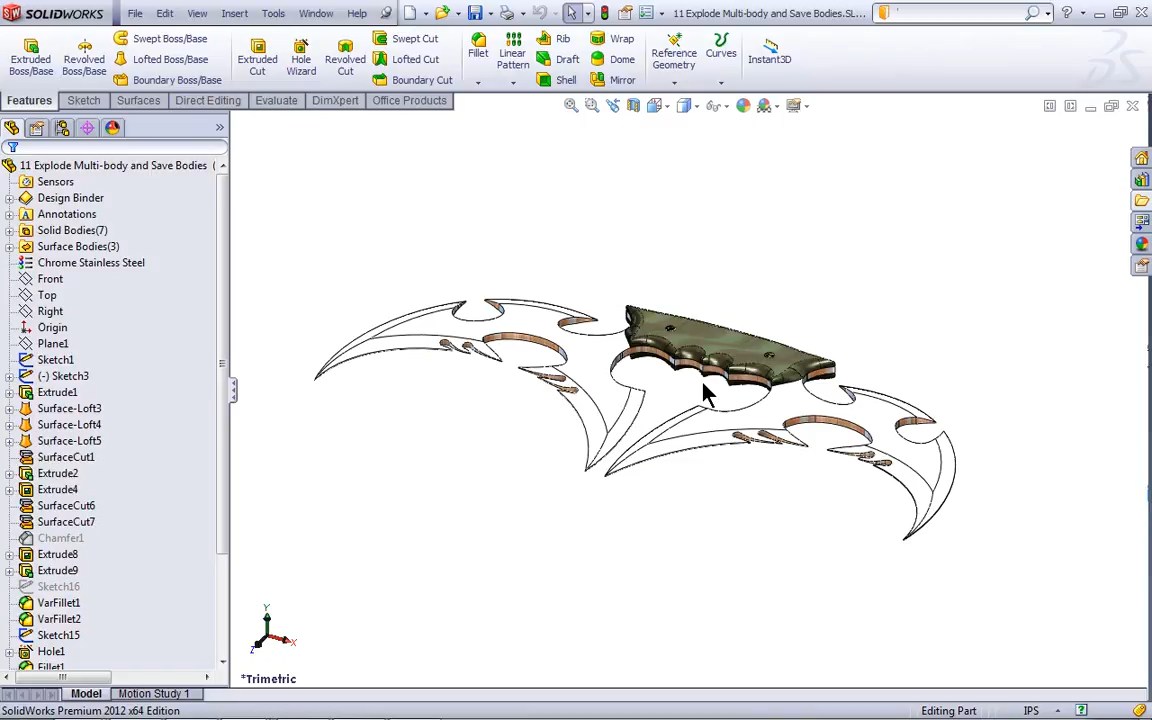 SOLIDWORKS File Edit View Insert Tools Window Help 11 Explode Multi-body and Save Bodies.SL...
Extruded Boss/Base
Revolved Boss/Base
Swept Boss/Base
Lofted Boss/Base
Boundary Boss/Base
Extruded Cut
Hole Wizard
Revolved Cut
Swept Cut
Lofted Cut
Boundary Cut
Fillet
Linear Pattern
Rib
Draft
Shell
Wrap
Dome
Mirror
Reference Geometry
Curves
Instant3D
Features Sketch Surfaces Direct Editing Evaluate DimXpert Office Products
11 Explode Multi-body and Save Bodies (
Sensors
Design Binder
Annotations
Solid Bodies(7)
Surface Bodies(3)
Chrome Stainless Steel
Front
Top
Right
Origin
Plane1
Sketch1
(-) Sketch3
Extrude1
Surface-Loft3
Surface-Loft4
Surface-Loft5
SurfaceCut1
Extrude2
Extrude4
SurfaceCut6
SurfaceCut7
Chamfer1
Extrude8
Extrude9
Sketch16
VarFillet1
VarFillet2
Sketch15
Hole1
Fillet1
Y
X
Z
*Trimetric
Model Motion Study 1
SolidWorks Premium 2012 x64 Edition Editing Part IPS